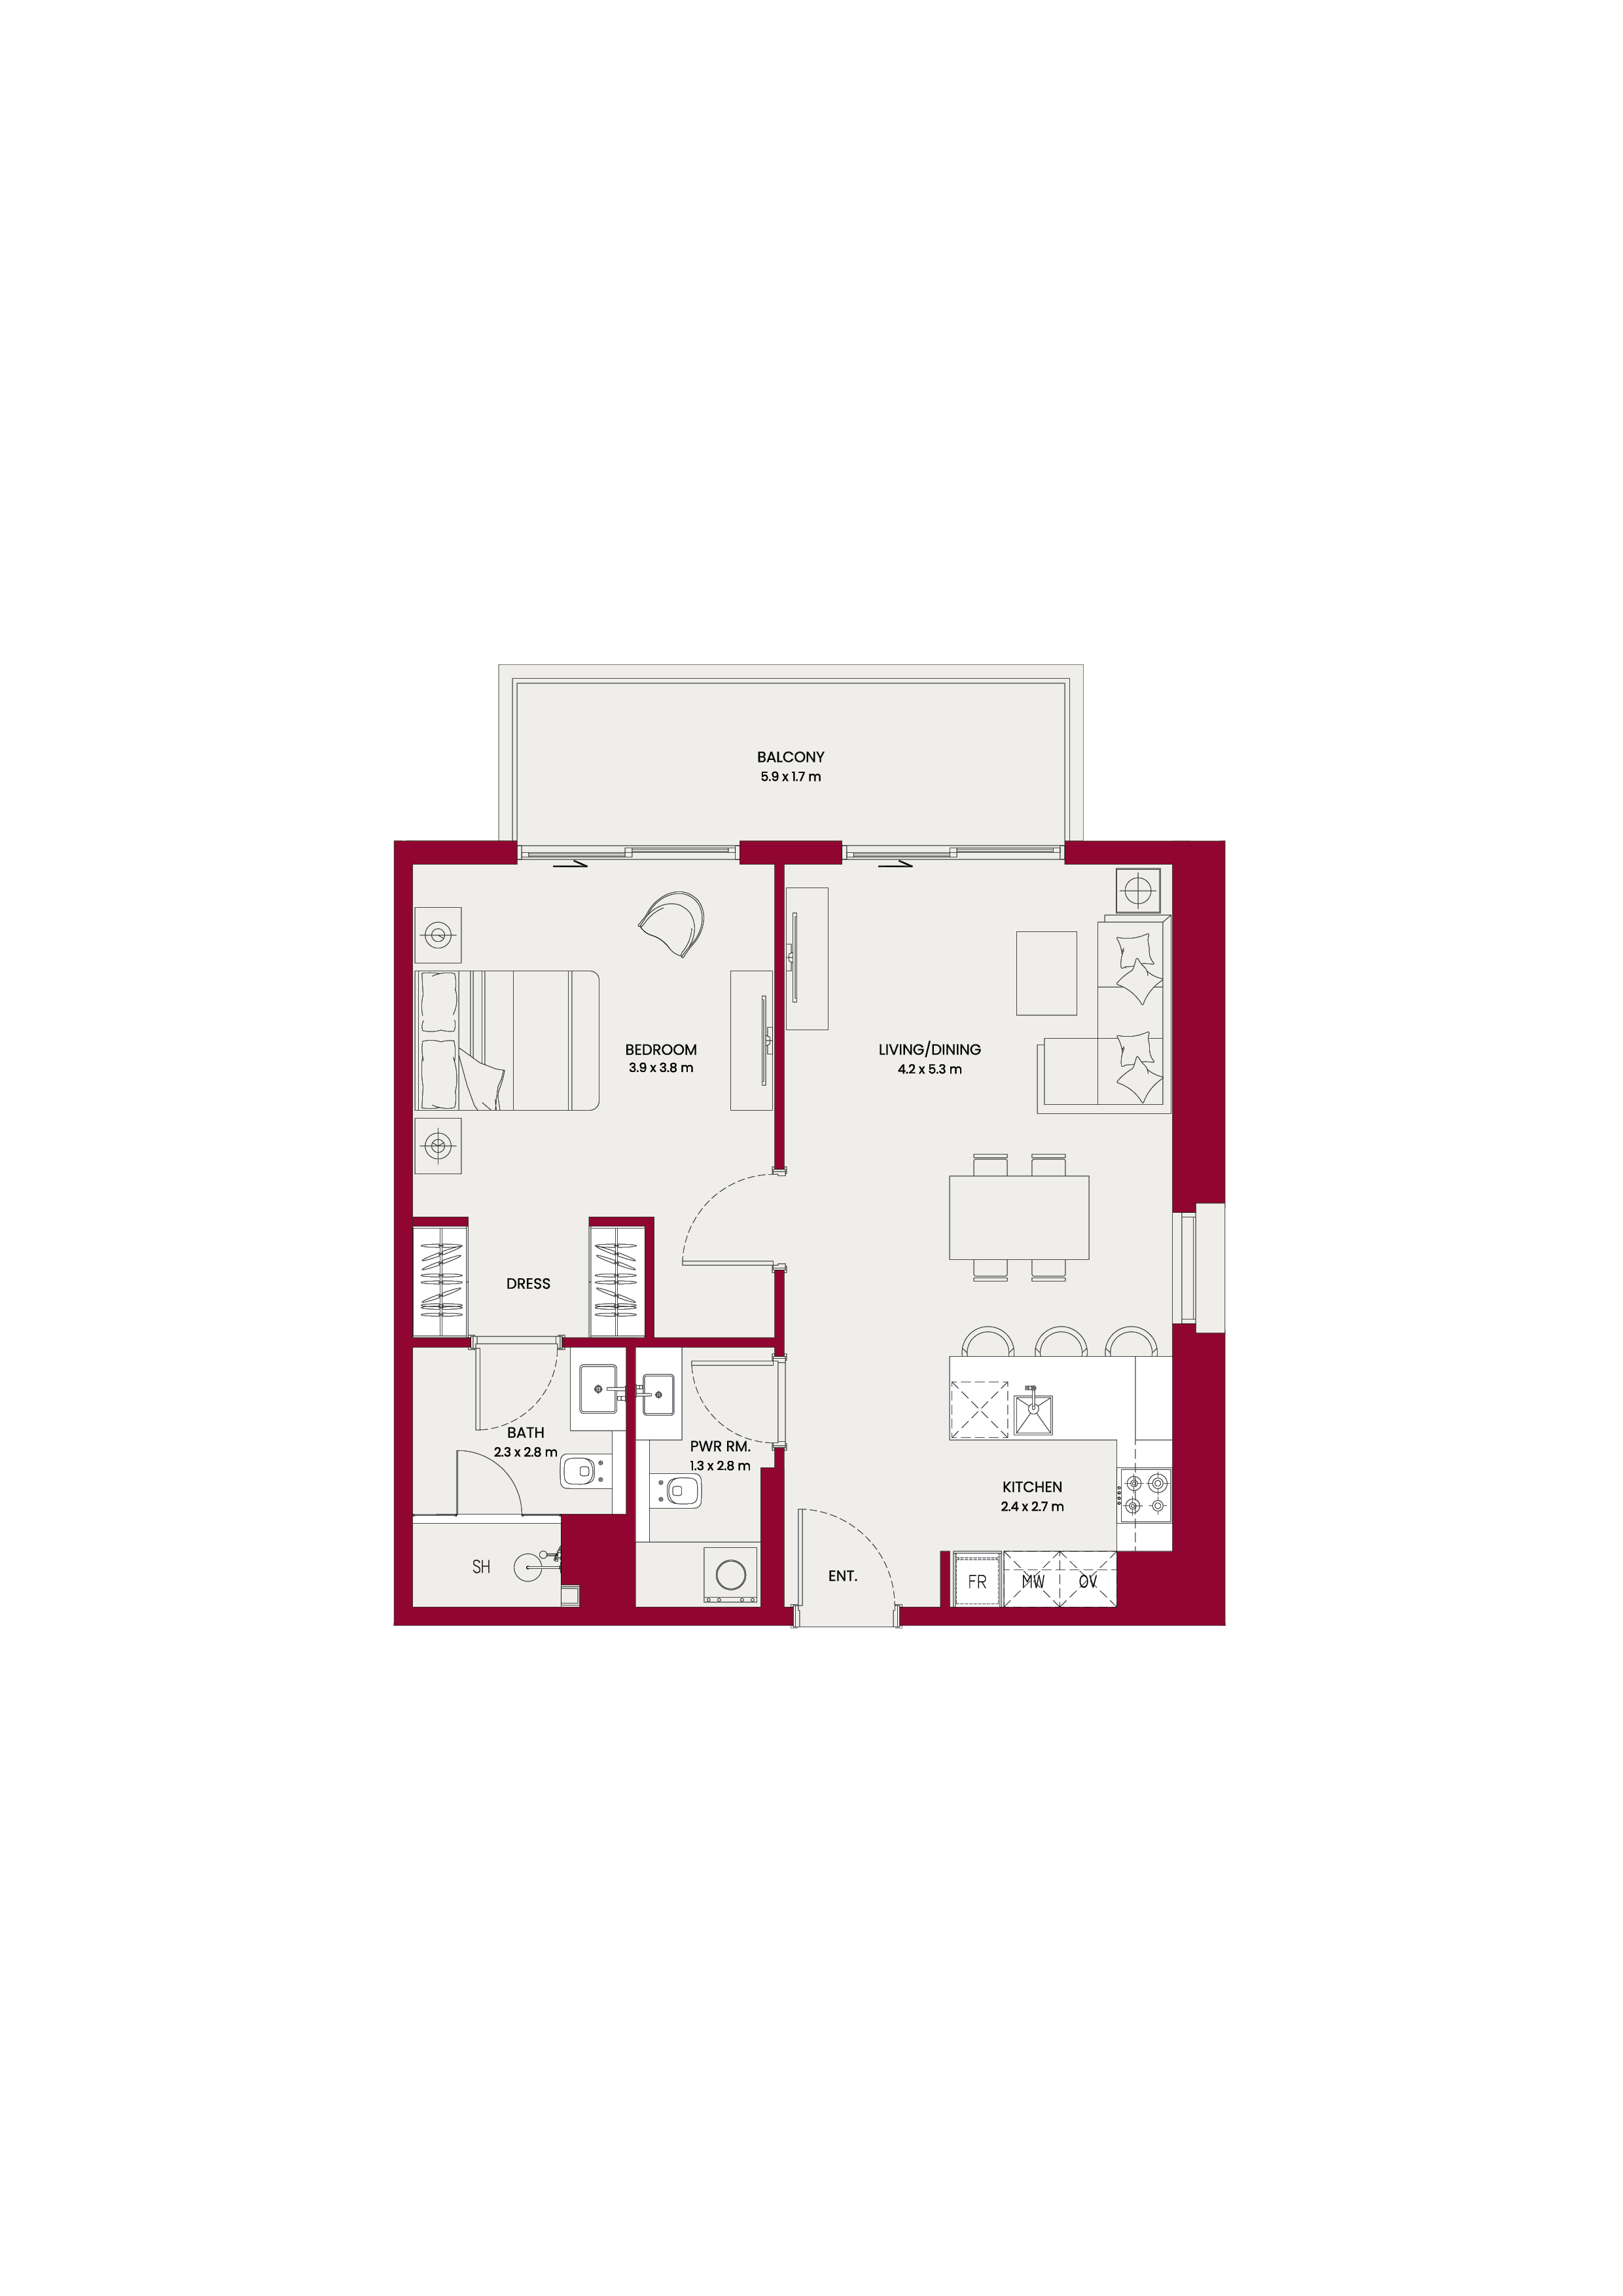 BALCONY
5.9 x 1.7 m
BEDROOM
3.9 x 3.8 m
LIVING/DINING
4.2 x 5.3 m
DRESS
BATH
2.3 x 2.8 m
PWR RM.
1.3 x 2.8 m
KITCHEN
2.4 x 2.7 m
SH
ENT.
FR
MW
OV